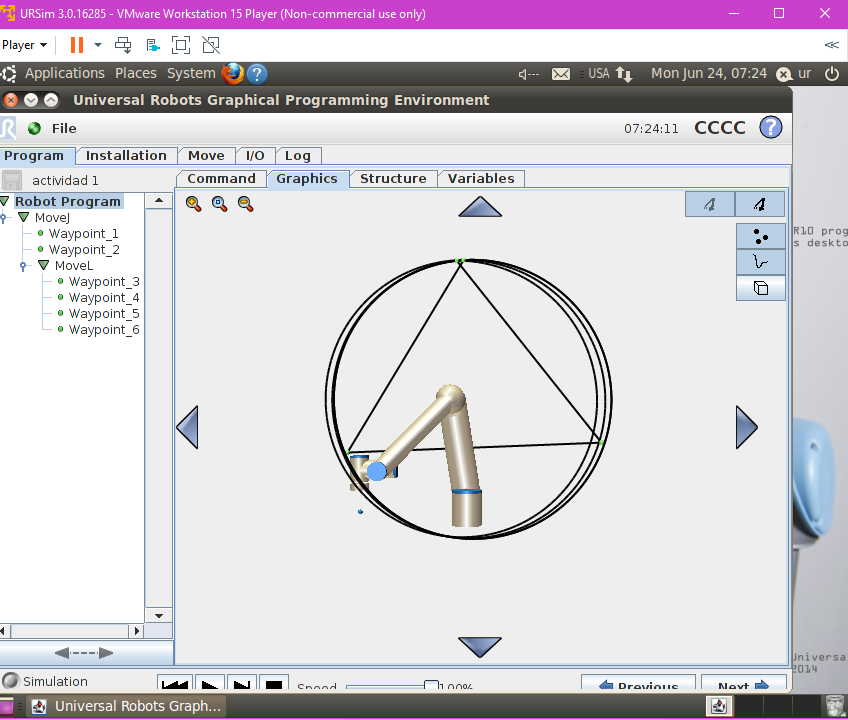 URSim 3.0.16285 - VMware Workstation 15 Player (Non-commercial use only)
Player
Applications Places System USA Mon Jun 24, 07:24 ur
Universal Robots Graphical Programming Environment
File 07:24:11 CCCC ?
Program Installation Move I/O Log
actividad 1 Command Graphics Structure Variables
Robot Program
MoveJ
Waypoint_1
Waypoint_2
MoveL
Waypoint_3
Waypoint_4
Waypoint_5
Waypoint_6
R10 prog
s deskto
Universa
2014
Simulation Speed 100% Previous Next
Universal Robots Graph...